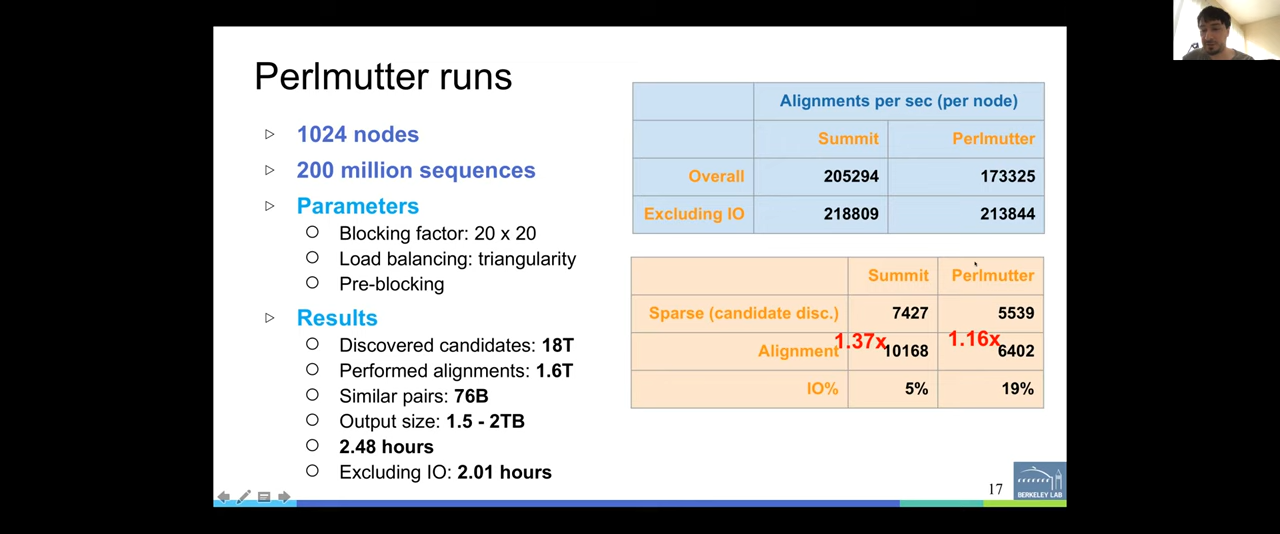 Perlmutter runs
1024 nodes
200 million sequences
Parameters
Blocking factor: 20 x 20
Load balancing: triangularity
Pre-blocking
Results
Discovered candidates: 18T
Performed alignments: 1.6T
Similar pairs: 76B
Output size: 1.5 - 2TB
2.48 hours
Excluding IO: 2.01 hours
Alignments per sec (per node)
Summit Perlmutter
Overall 205294 173325
Excluding IO 218809 213844
Summit Perlmutter
Sparse (candidate disc.) 7427 5539
1.37x 1.16x
Alignment 10168 6402
IO% 5% 19%
17
BERKELEY LAB